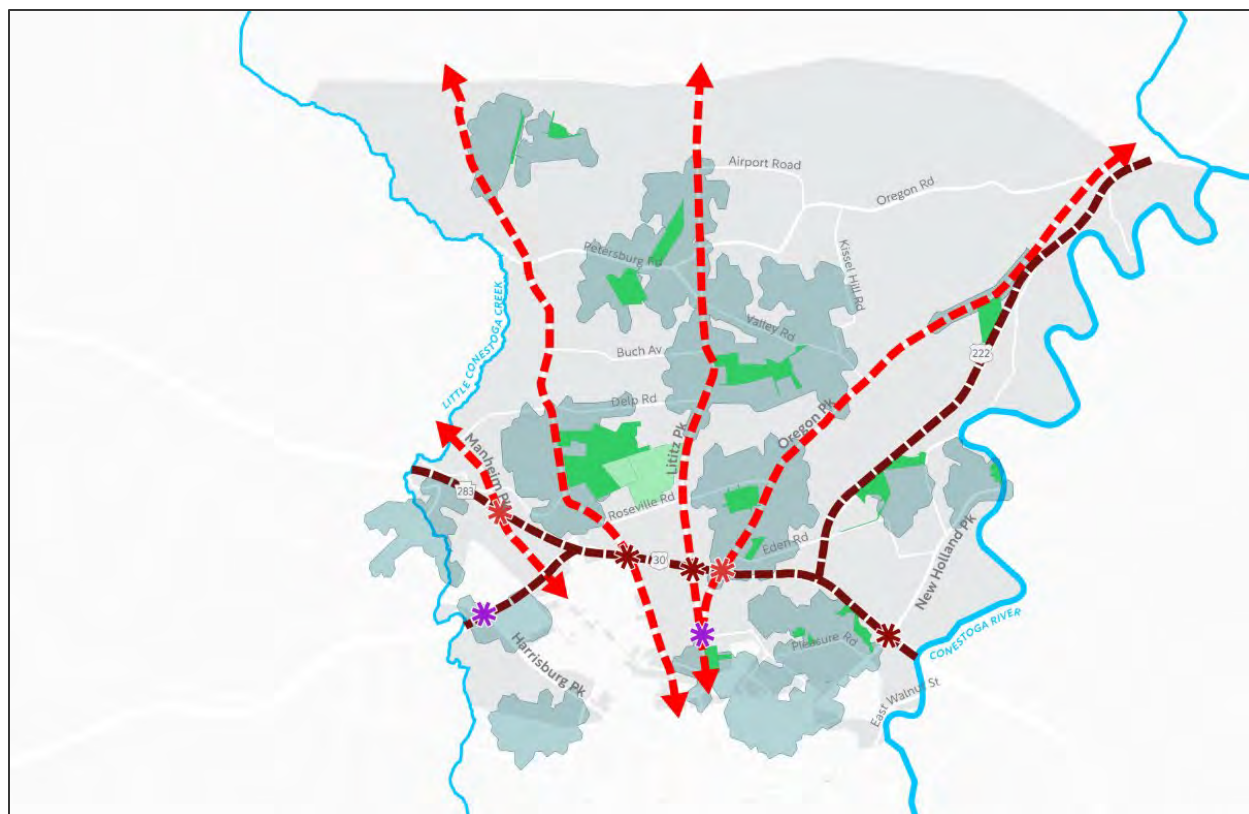 Airport Road
Oregon Rd
Petersburg Rd
Kissel Hill Rd
LITTLE CONESTOGA CREEK
Valley Rd
Buch Av
222
Delp Rd
Oregon Pk
Lititz Pk
Manheim Pk
283
Roseville Rd
Eden Rd
30
New Holland Pk
CONESTOGA RIVER
Pleasure Rd
Harrisburg Pk
East Walnut St